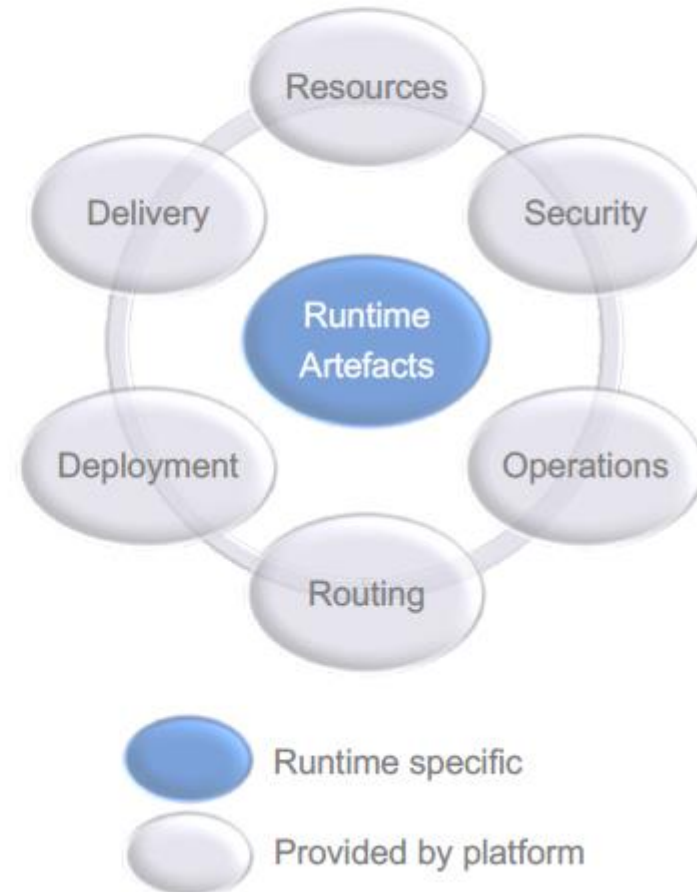 Resources
Delivery
Security
Runtime
Artefacts
Deployment
Operations
Routing
Runtime specific
Provided by platform